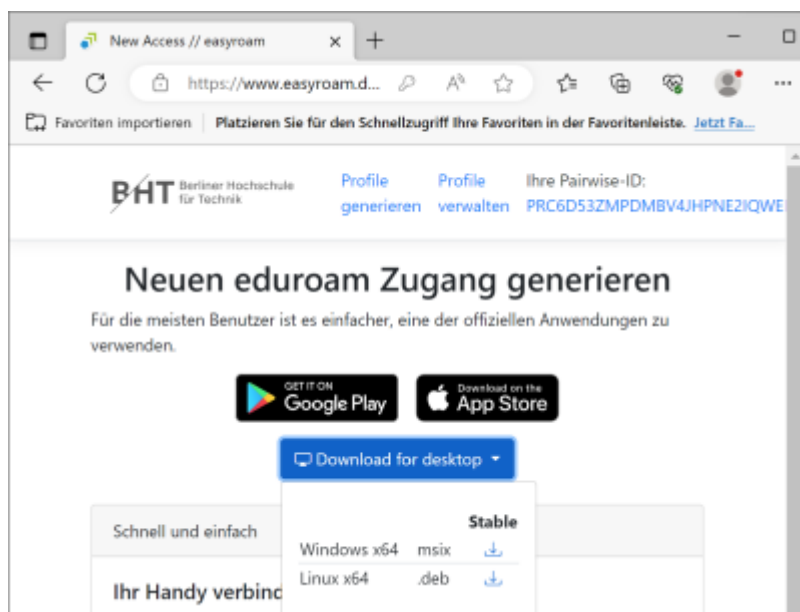 New Access // easyroam
https://www.easyroam.d...
Favoriten importieren
Platzieren Sie für den Schnellzugriff Ihre Favoriten in der Favoritenleiste. Jetzt Fa...
BHT Berliner Hochschule
für Technik
Profile
generieren
Profile
verwalten
Ihre Pairwise-ID:
PRC6D53ZMPDMBV4JHPNE2IQWE
Neuen eduroam Zugang generieren
Für die meisten Benutzer ist es einfacher, eine der offiziellen Anwendungen zu
verwenden.
GET IT ON
Google Play
Download on the
App Store
Download for desktop
Schnell und einfach
Stable
Windows x64 msix
Linux x64 .deb
Ihr Handy verbind